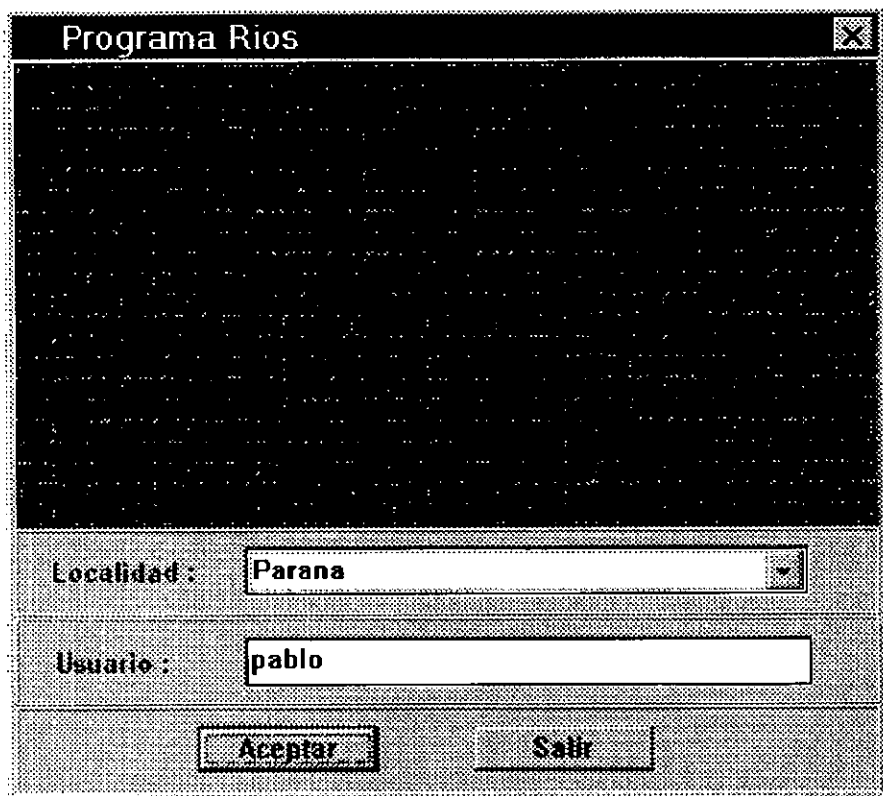 Programa Rios
Localidad : Parana
Usuario : pablo
Aceptar Salir